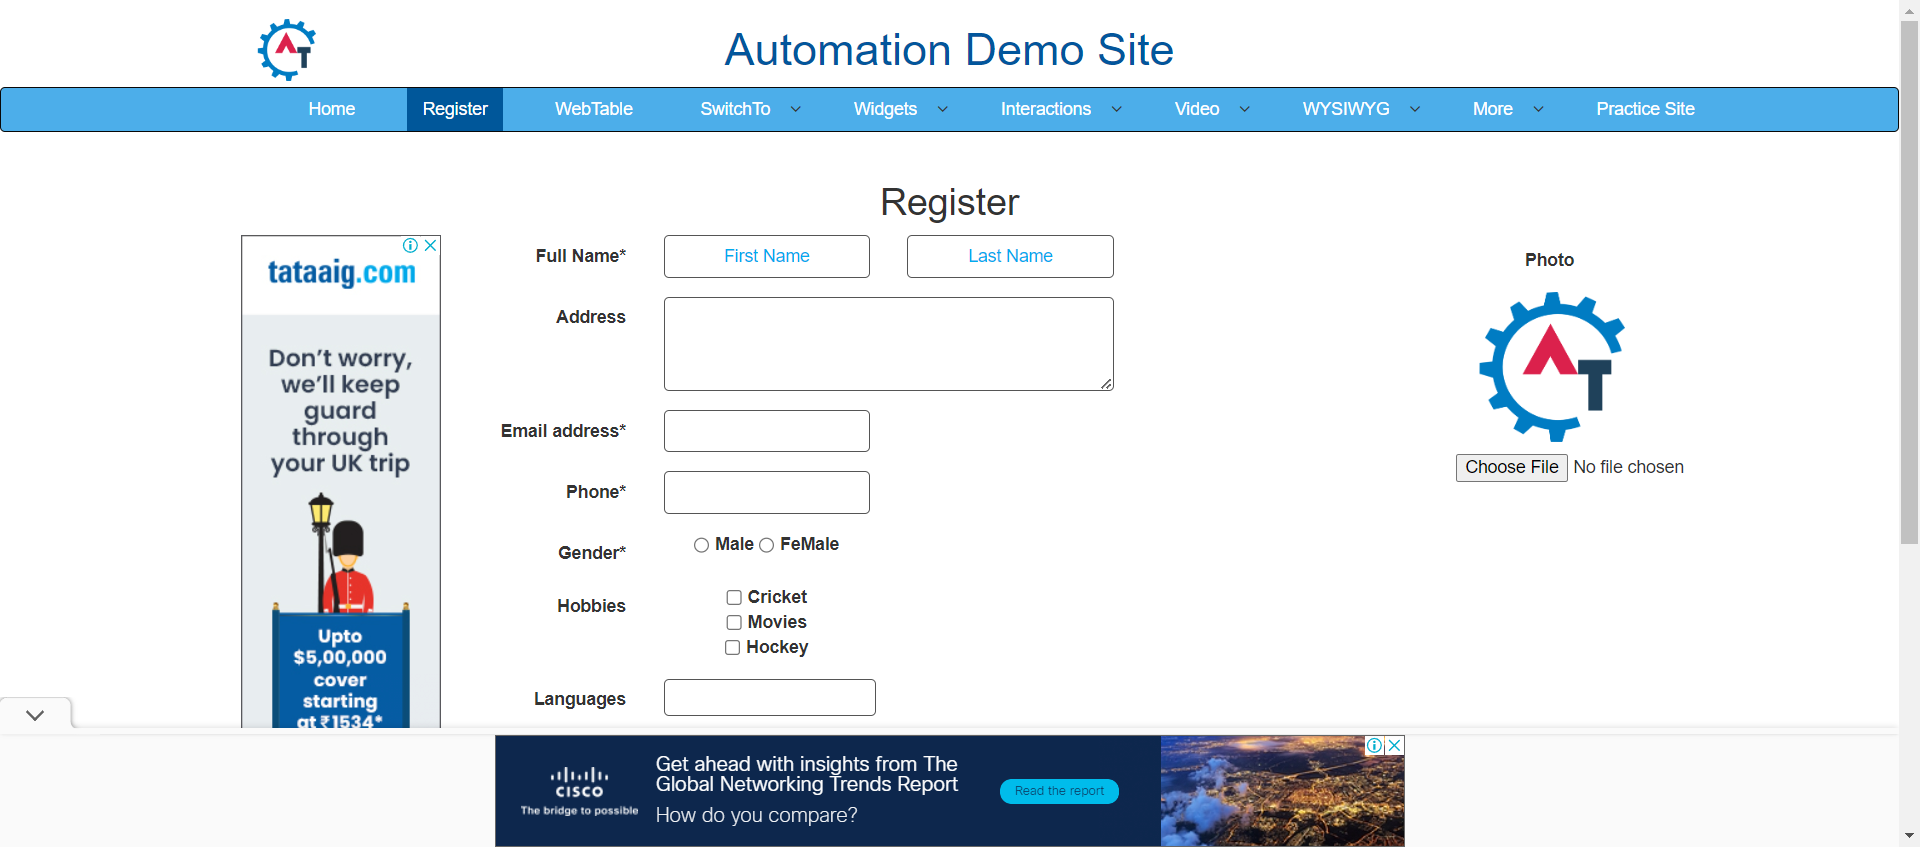 AT
Automation Demo Site
Home Register WebTable SwitchTo Widgets Interactions Video WYSIWYG More Practice Site
Register
tataaig.com
Don't worry,
we'll keep
guard
through
your UK trip
Upto
$5,00,000
cover
starting
at ₹1534*
Full Name* First Name Last Name
Address
Email address*
Phone*
Gender* Male FeMale
Hobbies
Cricket
Movies
Hockey
Languages
Photo
AT
Choose File No file chosen
CISCO
The bridge to possible
Get ahead with insights from The
Global Networking Trends Report
How do you compare?
Read the report